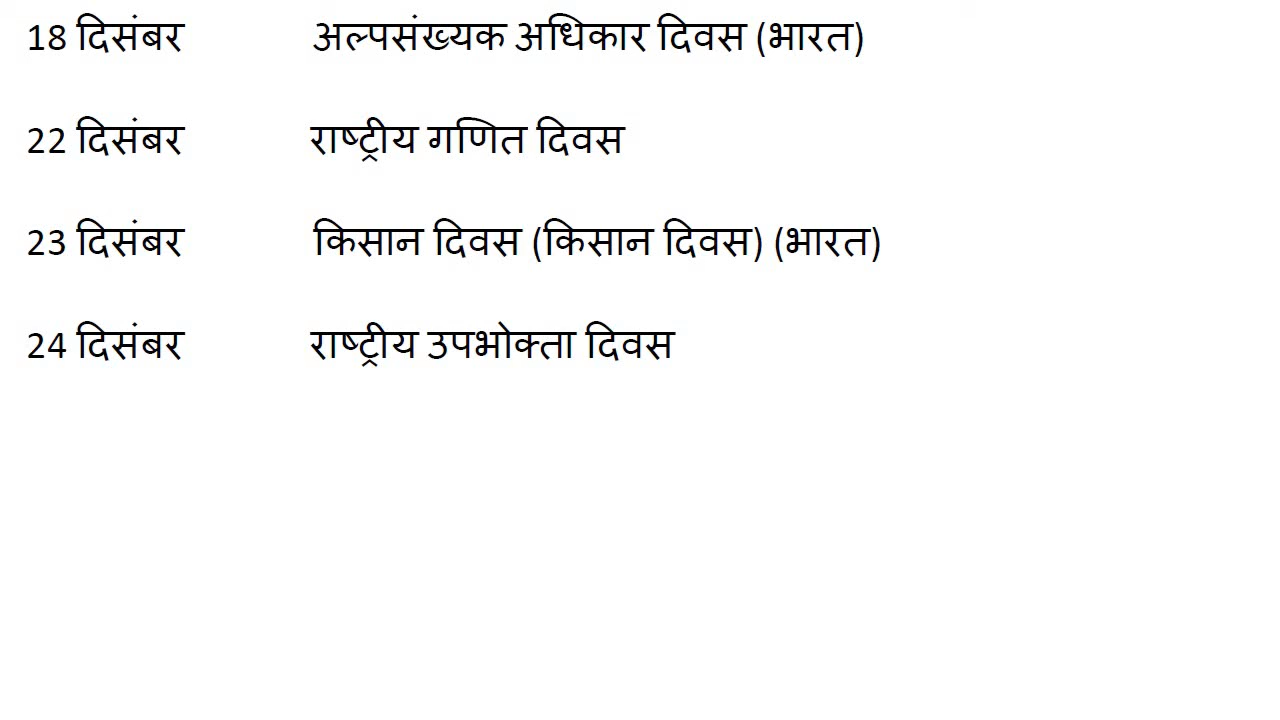 18 दिसंबर अल्पसंख्यक अधिकार दिवस (भारत)
22 दिसंबर राष्ट्रीय गणित दिवस
23 दिसंबर किसान दिवस (किसान दिवस) (भारत)
24 दिसंबर राष्ट्रीय उपभोक्ता दिवस